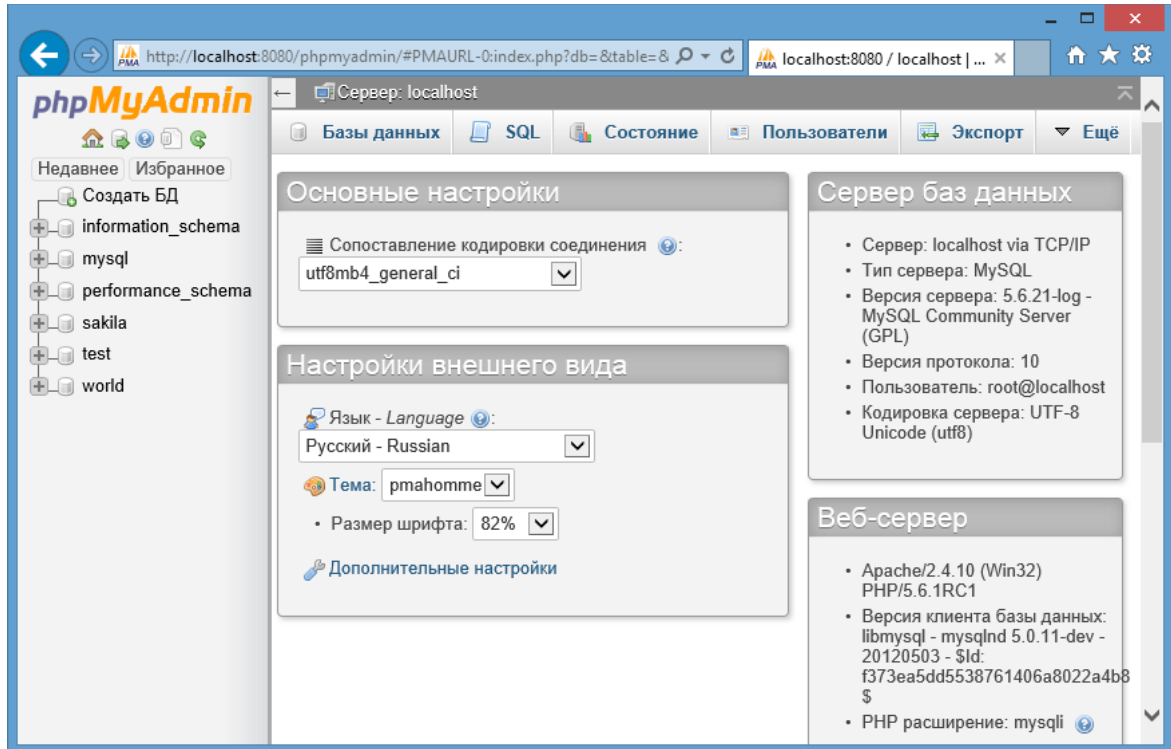 http://localhost:8080/phpmyadmin/#PMAURL-0:index.php?db=&table=&
PMA
localhost:8080 / localhost | ...
phpMyAdmin
Недавнее Избранное
Создать БД
information_schema
mysql
performance_schema
sakila
test
world
Сервер: localhost
Базы данных SQL Состояние Пользователи Экспорт Ещё
Основные настройки
Сопоставление кодировки соединения :
utf8mb4_general_ci
Настройки внешнего вида
Язык - Language :
Русский - Russian
Тема: pmahomme
• Размер шрифта: 82%
Дополнительные настройки
Сервер баз данных
• Сервер: localhost via TCP/IP
• Тип сервера: MySQL
• Версия сервера: 5.6.21-log -
MySQL Community Server
(GPL)
• Версия протокола: 10
• Пользователь: root@localhost
• Кодировка сервера: UTF-8
Unicode (utf8)
Веб-сервер
• Apache/2.4.10 (Win32)
PHP/5.6.1RC1
• Версия клиента базы данных:
libmysql - mysqlnd 5.0.11-dev -
20120503 - $Id:
f373ea5dd5538761406a8022a4b8
$
• PHP расширение: mysqli